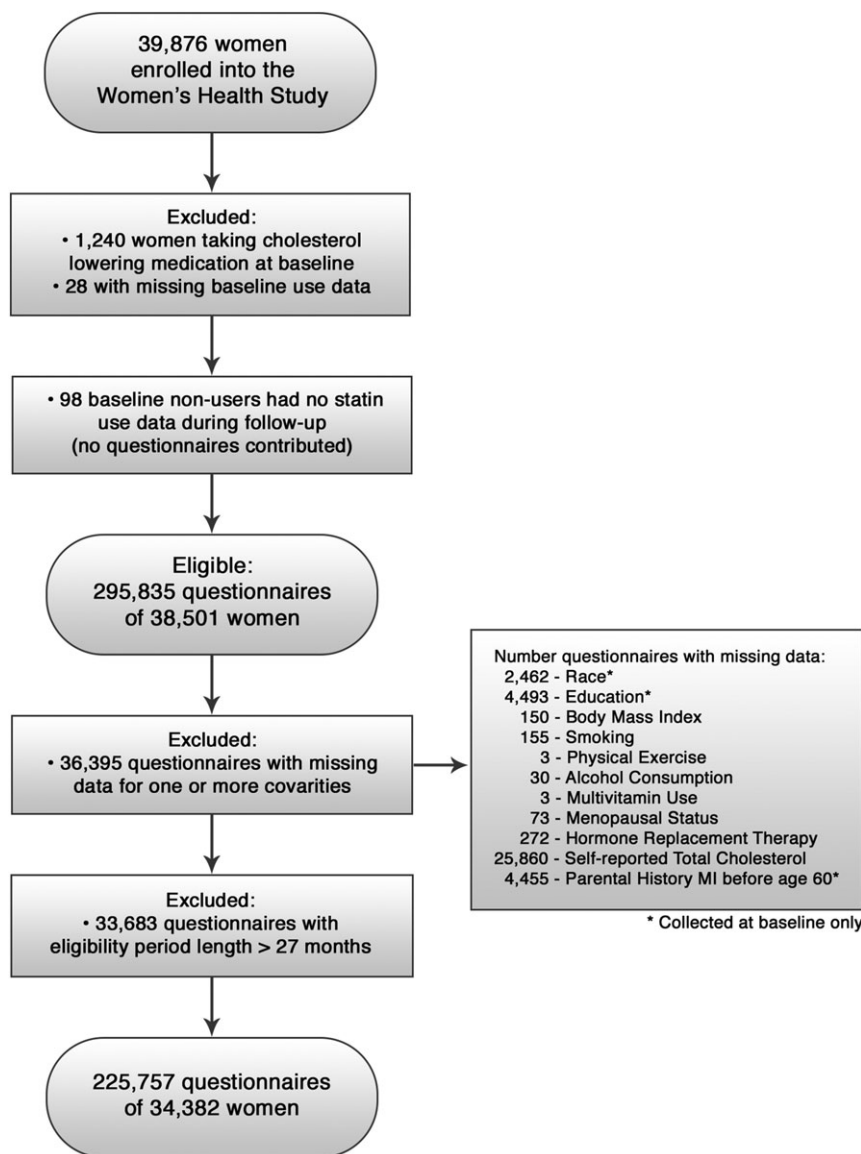 39,876 women
enrolled into the
Women's Health Study
Excluded:
• 1,240 women taking cholesterol
lowering medication at baseline
• 28 with missing baseline use data
• 98 baseline non-users had no statin
use data during follow-up
(no questionnaires contributed)
Eligible:
295,835 questionnaires
of 38,501 women
Excluded:
• 36,395 questionnaires with missing
data for one or more covarities
Number questionnaires with missing data:
2,462 - Race*
4,493 - Education*
150 - Body Mass Index
155 - Smoking
3 - Physical Exercise
30 - Alcohol Consumption
3 - Multivitamin Use
73 - Menopausal Status
272 - Hormone Replacement Therapy
25,860 - Self-reported Total Cholesterol
4,455 - Parental History MI before age 60*
* Collected at baseline only
Excluded:
• 33,683 questionnaires with
eligibility period length > 27 months
225,757 questionnaires
of 34,382 women